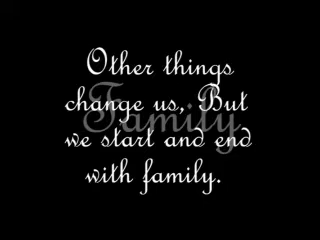 Other things
change us, But
Family
we start and end
with family.